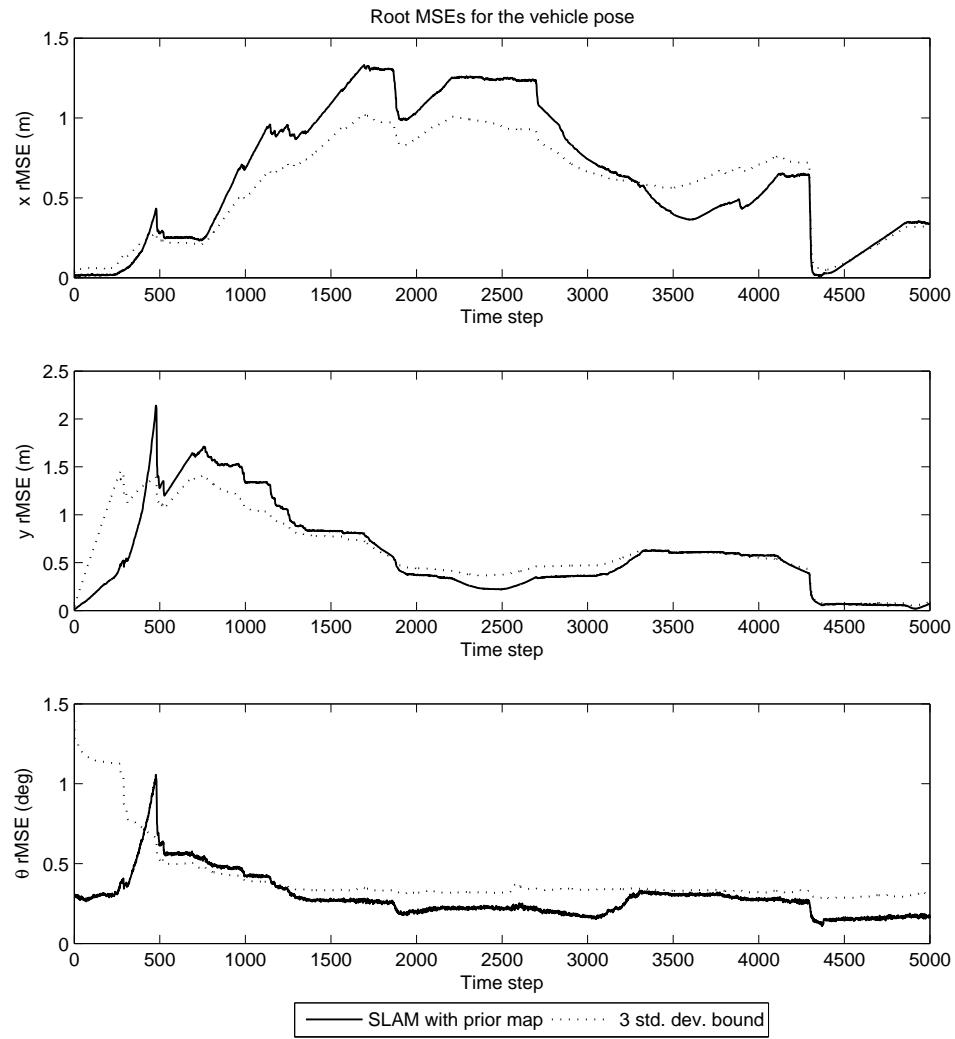 Root MSEs for the vehicle pose
x rMSE (m)
1.5
1
0.5
0
0 500 1000 1500 2000 2500 3000 3500 4000 4500 5000
Time step
y rMSE (m)
2.5
2
1.5
1
0.5
0
0 500 1000 1500 2000 2500 3000 3500 4000 4500 5000
Time step
θ rMSE (deg)
1.5
1
0.5
0
0 500 1000 1500 2000 2500 3000 3500 4000 4500 5000
Time step
SLAM with prior map 3 std. dev. bound